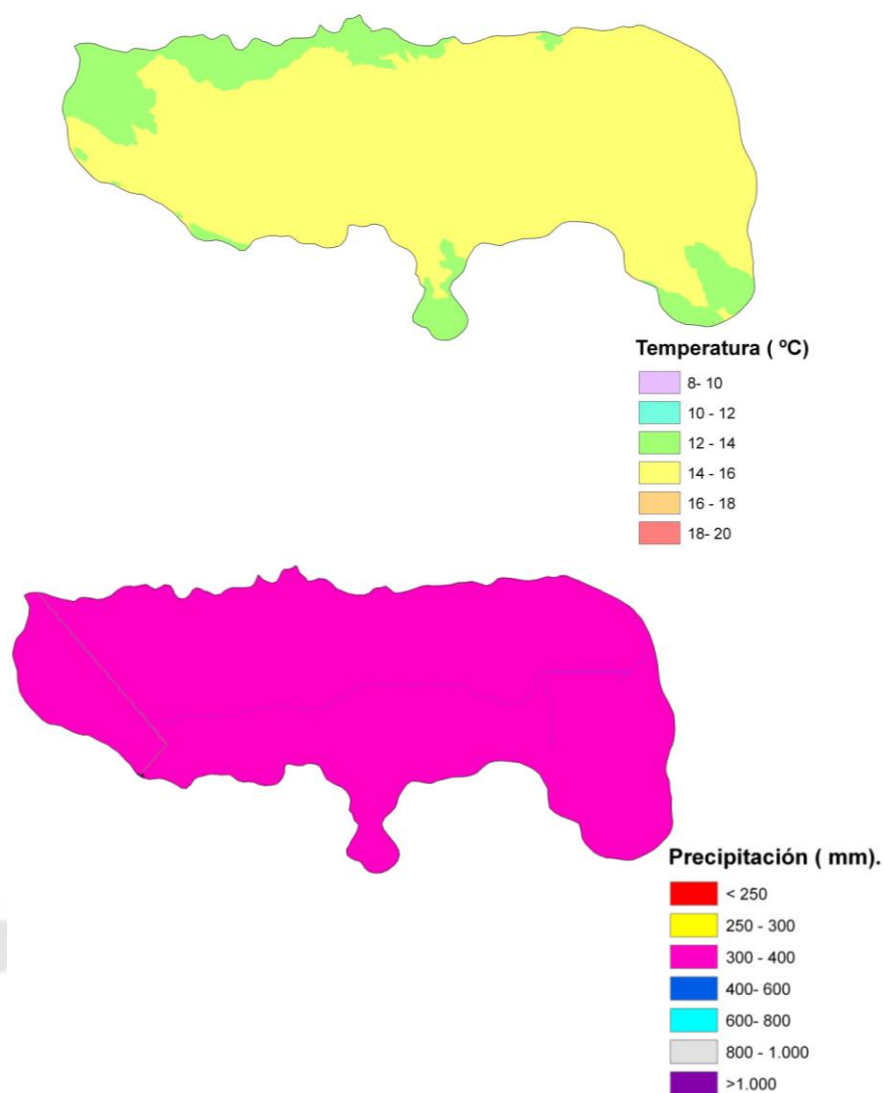 Temperatura ( ºC)
8- 10
10 - 12
12 - 14
14 - 16
16 - 18
18- 20
Precipitación ( mm).
< 250
250 - 300
300 - 400
400- 600
600- 800
800 - 1.000
>1.000